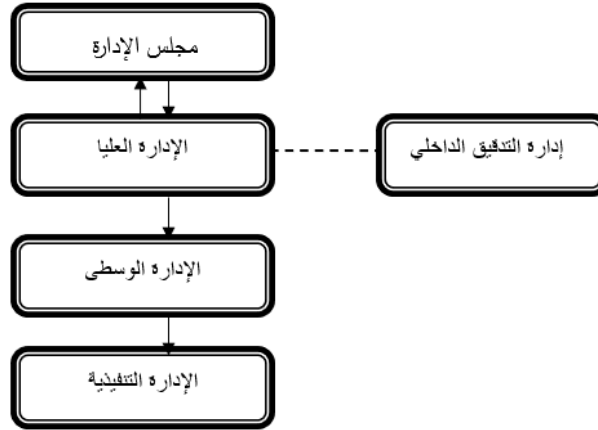 مجلس الإدارة
الإدارة العليا
إدارة التدقيق الداخلي
الإدارة الوسطى
الإدارة التنفيذية